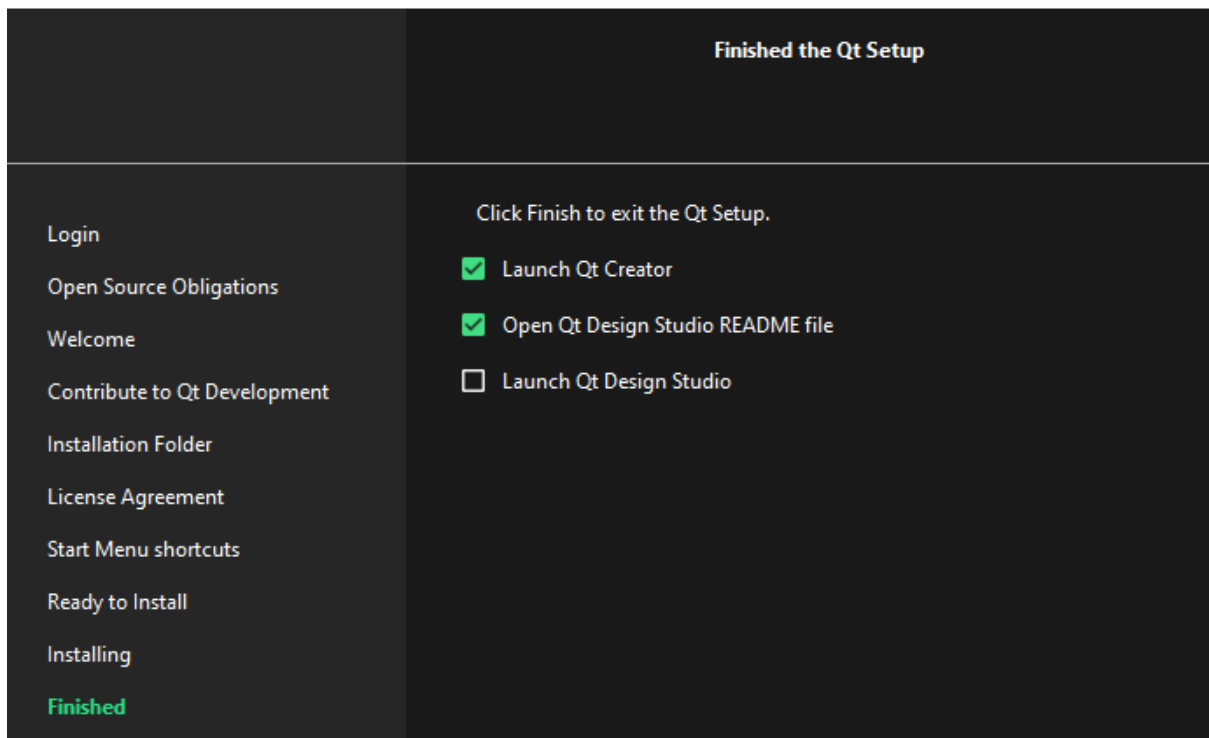 Finished the Qt Setup
Login
Open Source Obligations
Welcome
Contribute to Qt Development
Installation Folder
License Agreement
Start Menu shortcuts
Ready to Install
Installing
Finished
Click Finish to exit the Qt Setup.
Launch Qt Creator
Open Qt Design Studio README file
Launch Qt Design Studio